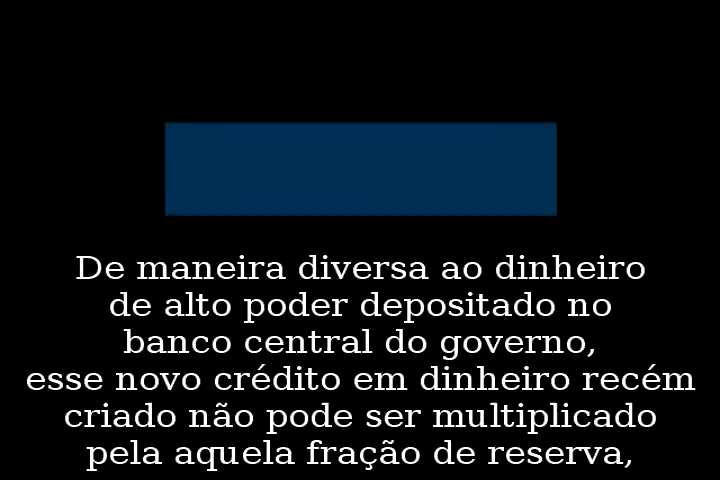 De maneira diversa ao dinheiro
de alto poder depositado no
banco central do governo,
esse novo crédito em dinheiro recém
criado não pode ser multiplicado
pela aquela fração de reserva,